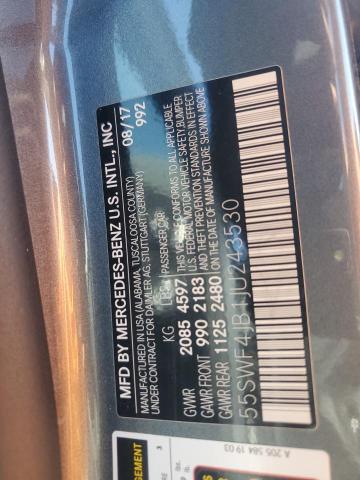 MFD BY MERCEDES-BENZ U.S. INTL., INC
MANUFACTURED IN USA (ALABAMA, TUSCALOOSA COUNTY)
UNDER CONTRACT FOR DAIMLER AG, STUTTGART (GERMANY)
08/17
992
PASSENGER CAR
THIS VEHICLE CONFORMS TO ALL APPLICABLE
U.S. FEDERAL MOTOR VEHICLE SAFETY, BUMPER
AND THEFT PREVENTION STANDARDS IN EFFECT
ON THE DATE OF MANUFACTURE SHOWN ABOVE
KG LBS
GVWR 2085 4597
GAWR FRONT 990 2183
GAWR REAR 1125 2480
55SWF4JB1JU243530
A 205 584 19 03
3
lbs.